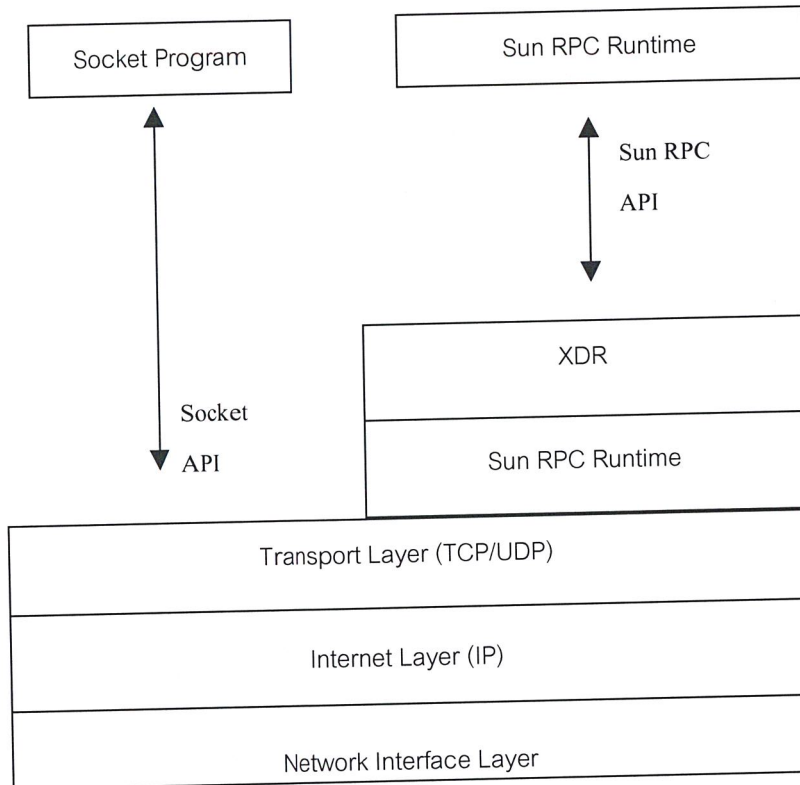 Socket Program
Sun RPC Runtime
Sun RPC
API
XDR
Socket
API
Sun RPC Runtime
Transport Layer (TCP/UDP)
Internet Layer (IP)
Network Interface Layer